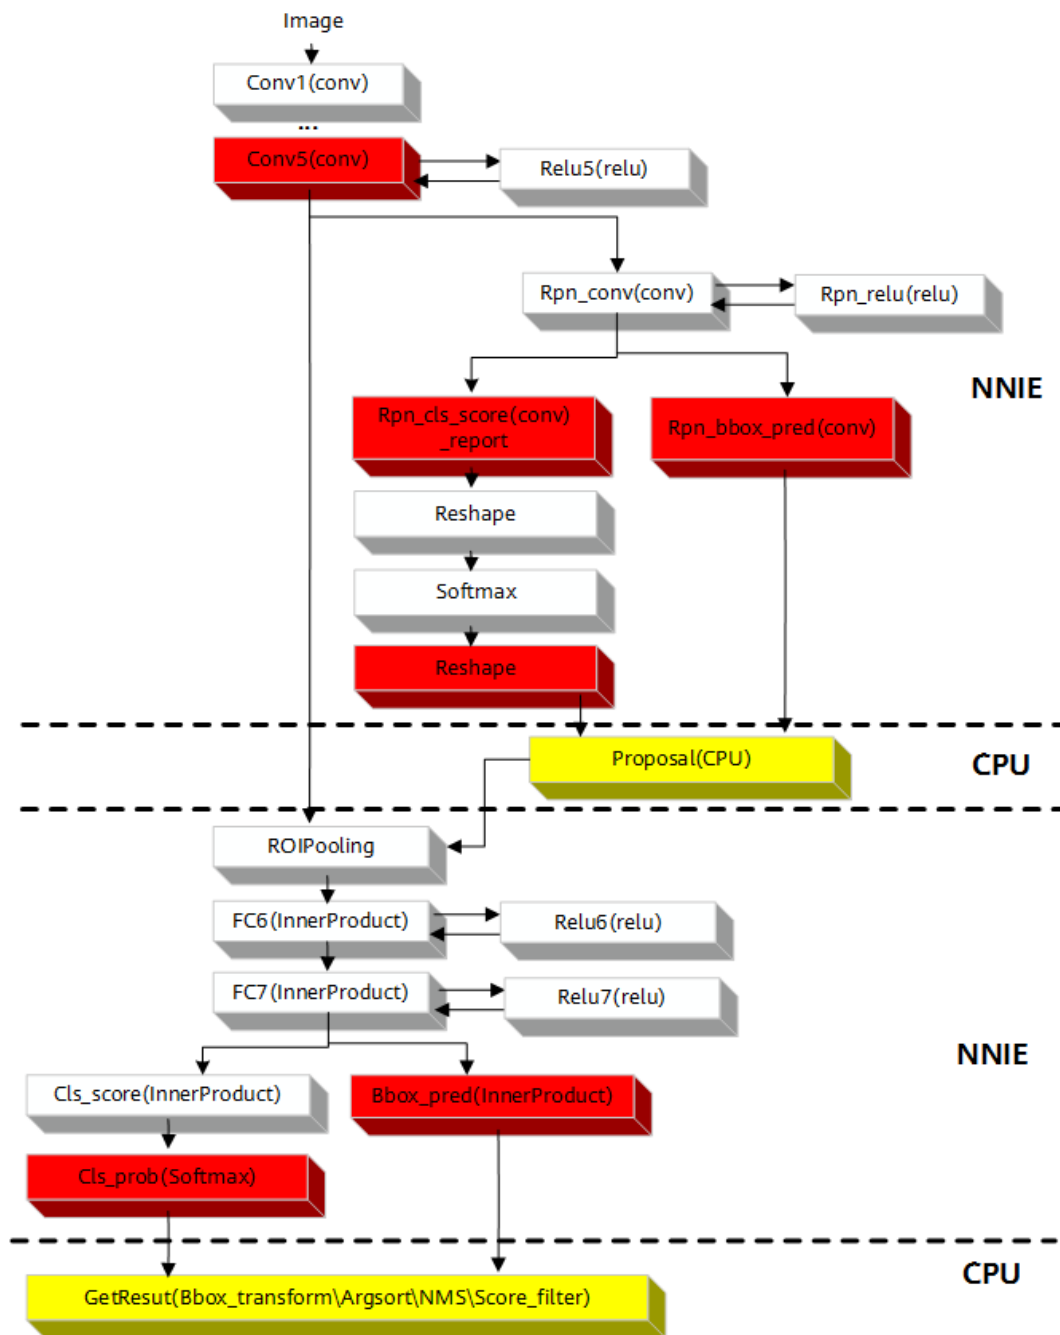 Image
Conv1(conv)
...
Conv5(conv)
Relu5(relu)
Rpn_conv(conv)
Rpn_relu(relu)
NNIE
Rpn_cls_score(conv)
_report
Rpn_bbox_pred(conv)
Reshape
Softmax
Reshape
Proposal(CPU)
CPU
ROIPooling
FC6(InnerProduct)
Relu6(relu)
FC7(InnerProduct)
Relu7(relu)
NNIE
Cls_score(InnerProduct)
Bbox_pred(InnerProduct)
Cls_prob(Softmax)
CPU
GetResut(Bbox_transform\Argsort\NMS\Score_filter)